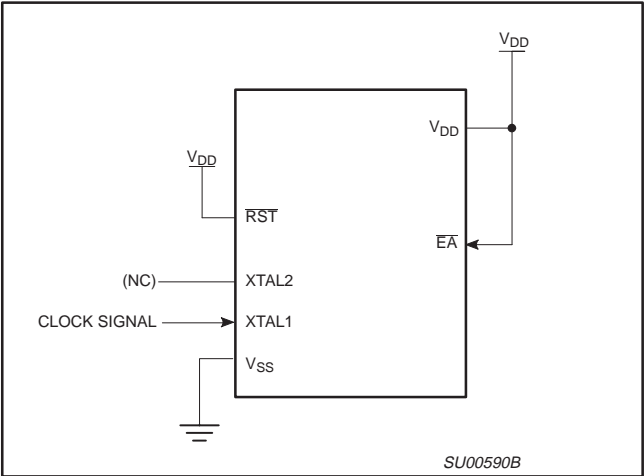 VDD
VDD
VDD
RST
EA
(NC)
XTAL2
CLOCK SIGNAL
XTAL1
VSS
SU00590B